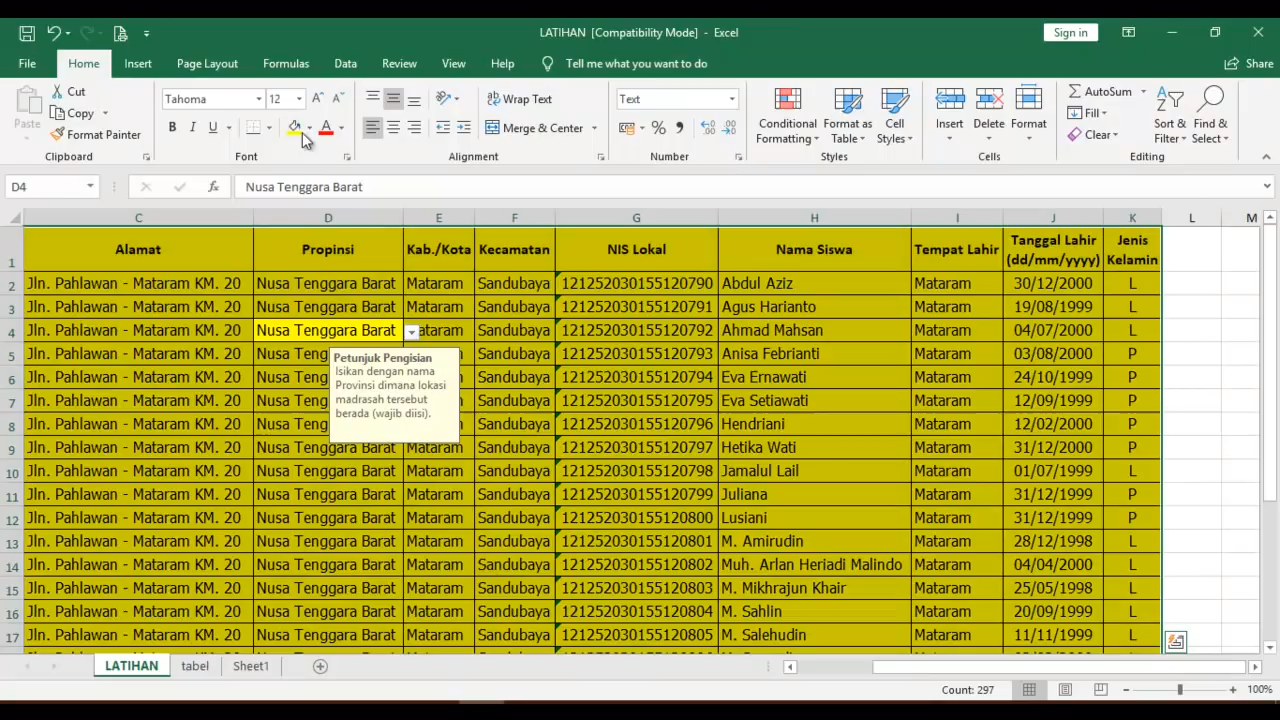 LATIHAN [Compatibility Mode] - Excel
Sign in
File Home Insert Page Layout Formulas Data Review View Help Tell me what you want to do Share
Paste
Cut
Copy
Format Painter
Clipboard
Tahoma 12
B I U
Font
Wrap Text
Merge & Center
Alignment
Text
Number
Conditional Formatting
Format as Table
Cell Styles
Styles
Insert Delete Format
Cells
AutoSum
Fill
Clear
Sort & Filter
Find & Select
Editing
D4 fx Nusa Tenggara Barat
C D E F G H I J K L M
1 Alamat Propinsi Kab./Kota Kecamatan NIS Lokal Nama Siswa Tempat Lahir Tanggal Lahir (dd/mm/yyyy) Jenis Kelamin
2 Jln. Pahlawan - Mataram KM. 20 Nusa Tenggara Barat Mataram Sandubaya 121252030155120790 Abdul Aziz Mataram 30/12/2000 L
3 Jln. Pahlawan - Mataram KM. 20 Nusa Tenggara Barat Mataram Sandubaya 121252030155120791 Agus Harianto Mataram 19/08/1999 L
4 Jln. Pahlawan - Mataram KM. 20 Nusa Tenggara Barat ataram Sandubaya 121252030155120792 Ahmad Mahsan Mataram 04/07/2000 L
5 Jln. Pahlawan - Mataram KM. 20 Nusa Teng Sandubaya 121252030155120793 Anisa Febrianti Mataram 03/08/2000 P
6 Jln. Pahlawan - Mataram KM. 20 Nusa Teng Sandubaya 121252030155120794 Eva Ernawati Mataram 24/10/1999 P
7 Jln. Pahlawan - Mataram KM. 20 Nusa Teng Sandubaya 121252030155120795 Eva Setiawati Mataram 12/09/1999 P
8 Jln. Pahlawan - Mataram KM. 20 Nusa Teng Sandubaya 121252030155120796 Hendriani Mataram 12/02/2000 P
9 Jln. Pahlawan - Mataram KM. 20 Nusa Tenggara Barat Mataram Sandubaya 121252030155120797 Hetika Wati Mataram 31/12/2000 P
10 Jln. Pahlawan - Mataram KM. 20 Nusa Tenggara Barat Mataram Sandubaya 121252030155120798 Jamalul Lail Mataram 01/07/1999 L
11 Jln. Pahlawan - Mataram KM. 20 Nusa Tenggara Barat Mataram Sandubaya 121252030155120799 Juliana Mataram 31/12/1999 P
12 Jln. Pahlawan - Mataram KM. 20 Nusa Tenggara Barat Mataram Sandubaya 121252030155120800 Lusiani Mataram 31/12/1999 P
13 Jln. Pahlawan - Mataram KM. 20 Nusa Tenggara Barat Mataram Sandubaya 121252030155120801 M. Amirudin Mataram 28/12/1998 L
14 Jln. Pahlawan - Mataram KM. 20 Nusa Tenggara Barat Mataram Sandubaya 121252030155120802 Muh. Arlan Heriadi Malindo Mataram 04/04/2000 L
15 Jln. Pahlawan - Mataram KM. 20 Nusa Tenggara Barat Mataram Sandubaya 121252030155120803 M. Mikhrajun Khair Mataram 25/05/1998 L
16 Jln. Pahlawan - Mataram KM. 20 Nusa Tenggara Barat Mataram Sandubaya 121252030155120804 M. Sahlin Mataram 20/09/1999 L
17 Jln. Pahlawan - Mataram KM. 20 Nusa Tenggara Barat Mataram Sandubaya 121252030155120805 M. Salehudin Mataram 11/11/1999 L
Petunjuk Pengisian
Isikan dengan nama
Provinsi dimana lokasi
madrasah tersebut
berada (wajib diisi).
LATIHAN tabel Sheet1
Count: 297 100%